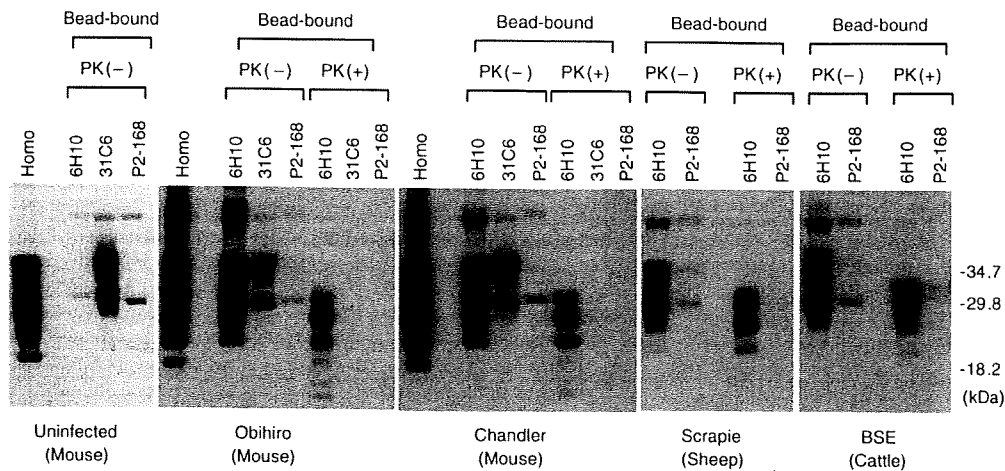 Bead-bound Bead-bound Bead-bound Bead-bound Bead-bound
PK(−) PK(−) PK(+) PK(−) PK(+) PK(−) PK(+) PK(−) PK(+)
Homo 6H10 31C6 P2-168 Homo 6H10 31C6 P2-168 6H10 31C6 P2-168 Homo 6H10 31C6 P2-168 6H10 31C6 P2-168 6H10 P2-168 6H10 P2-168 6H10 P2-168 6H10 P2-168
-34.7
-29.8
-18.2
(kDa)
Uninfected Obihiro Chandler Scrapie BSE
(Mouse) (Mouse) (Mouse) (Sheep) (Cattle)